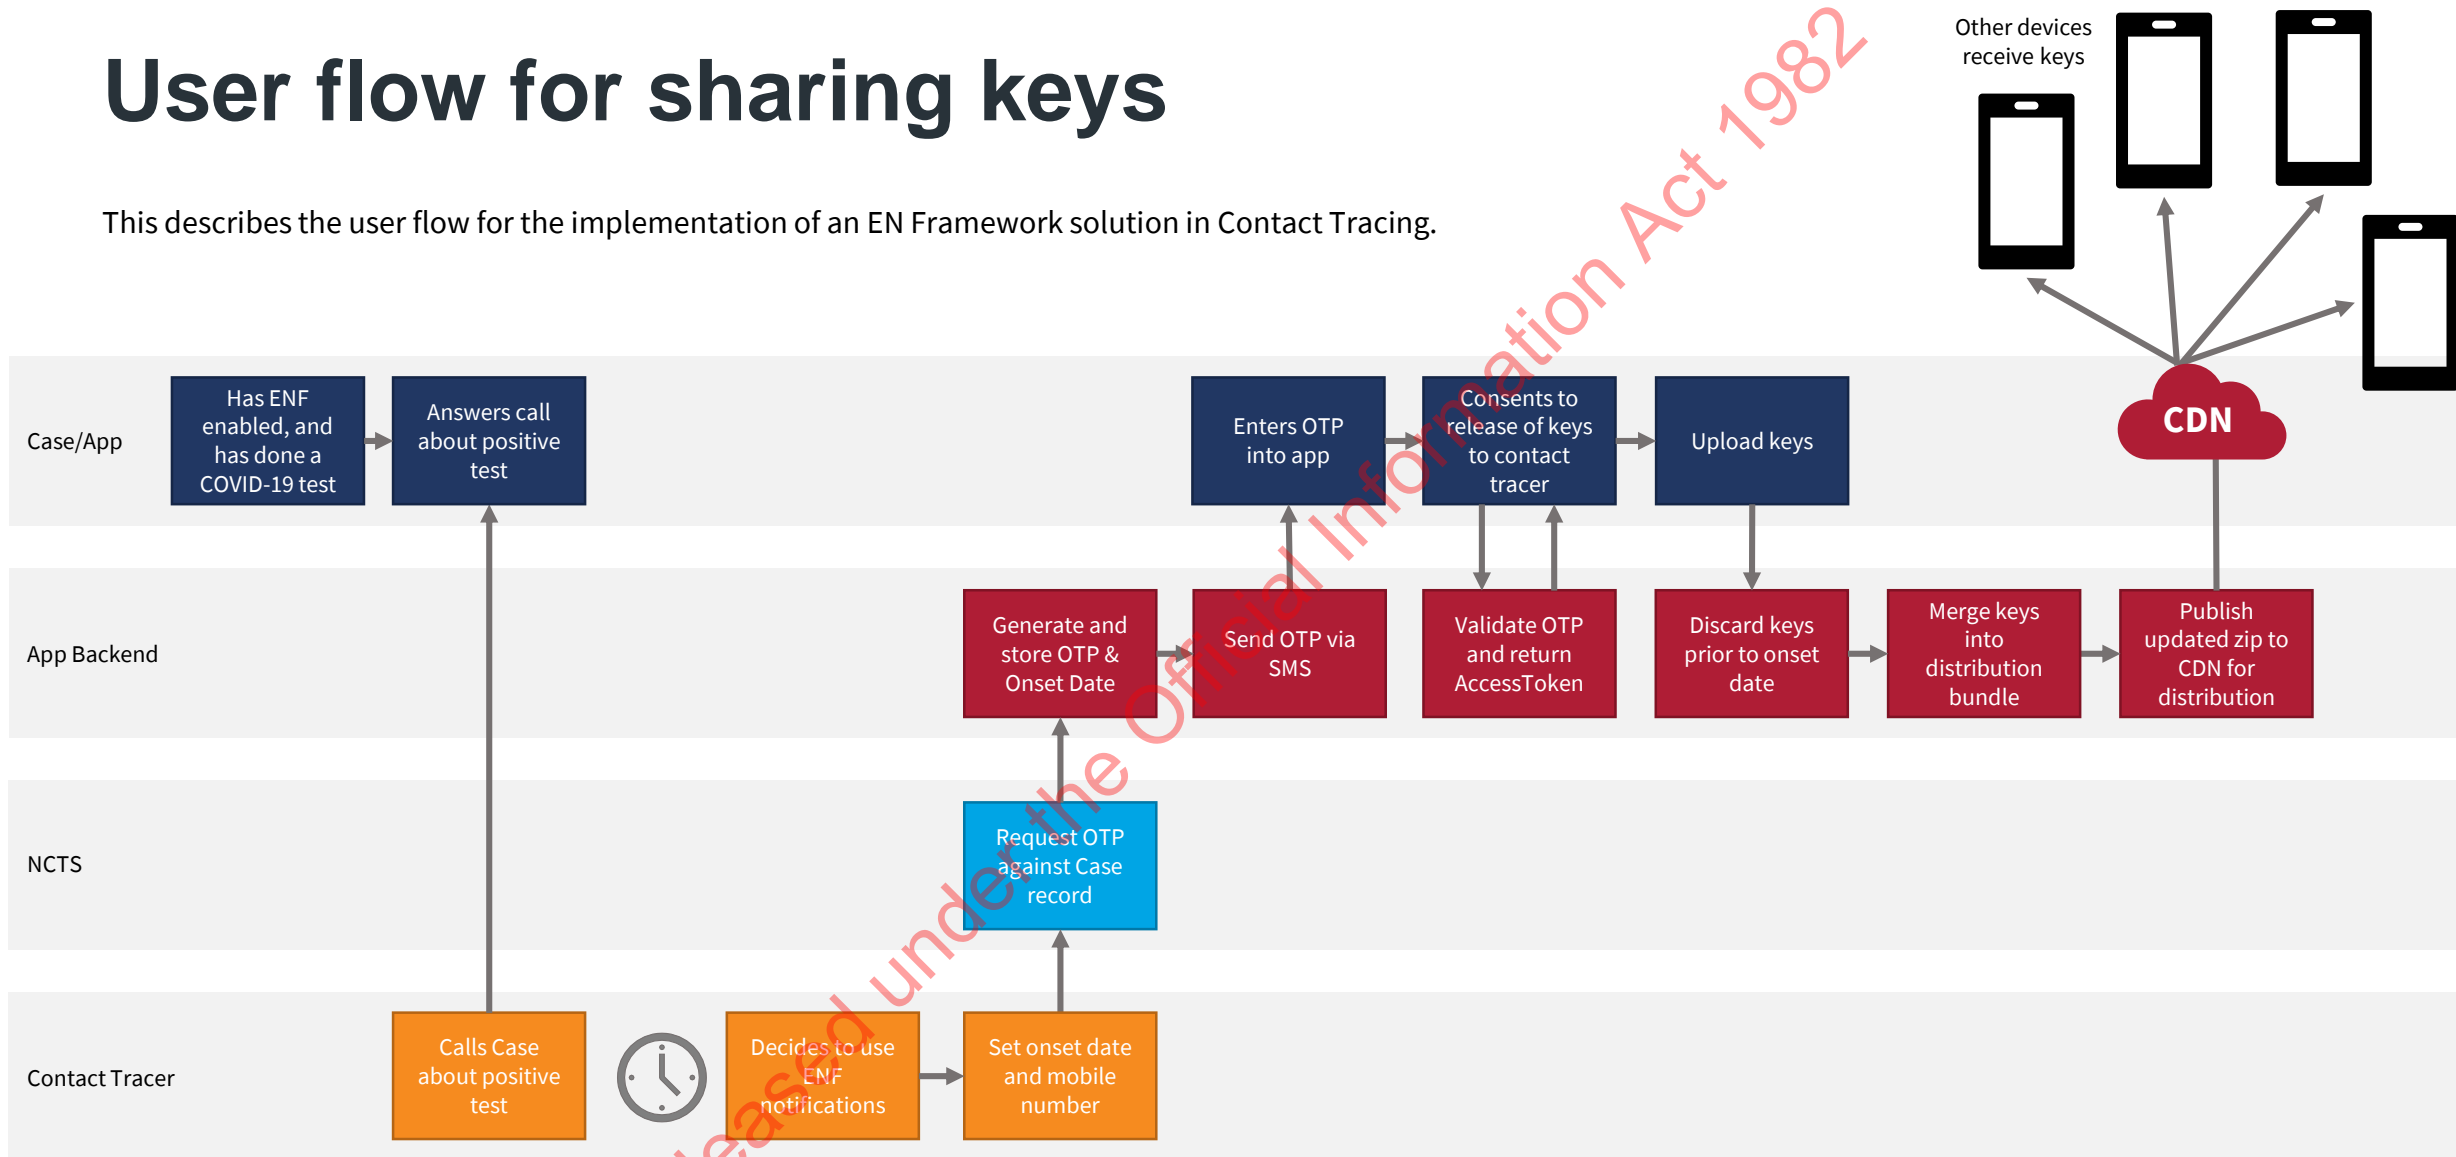 User flow for sharing keys
This describes the user flow for the implementation of an EN Framework solution in Contact Tracing.
Other devices
receive keys
Case/App
Has ENF
enabled, and
has done a
COVID-19 test
Answers call
about positive
test
Enters OTP
into app
Consents to
release of keys
to contact
tracer
Upload keys
CDN
App Backend
Generate and
store OTP &
Onset Date
Send OTP via
SMS
Validate OTP
and return
AccessToken
Discard keys
prior to onset
date
Merge keys
into
distribution
bundle
Publish
updated zip to
CDN for
distribution
NCTS
Request OTP
against Case
record
Contact Tracer
Calls Case
about positive
test
Decides to use
ENF
notifications
Set onset date
and mobile
number
under the Official Information Act 1982